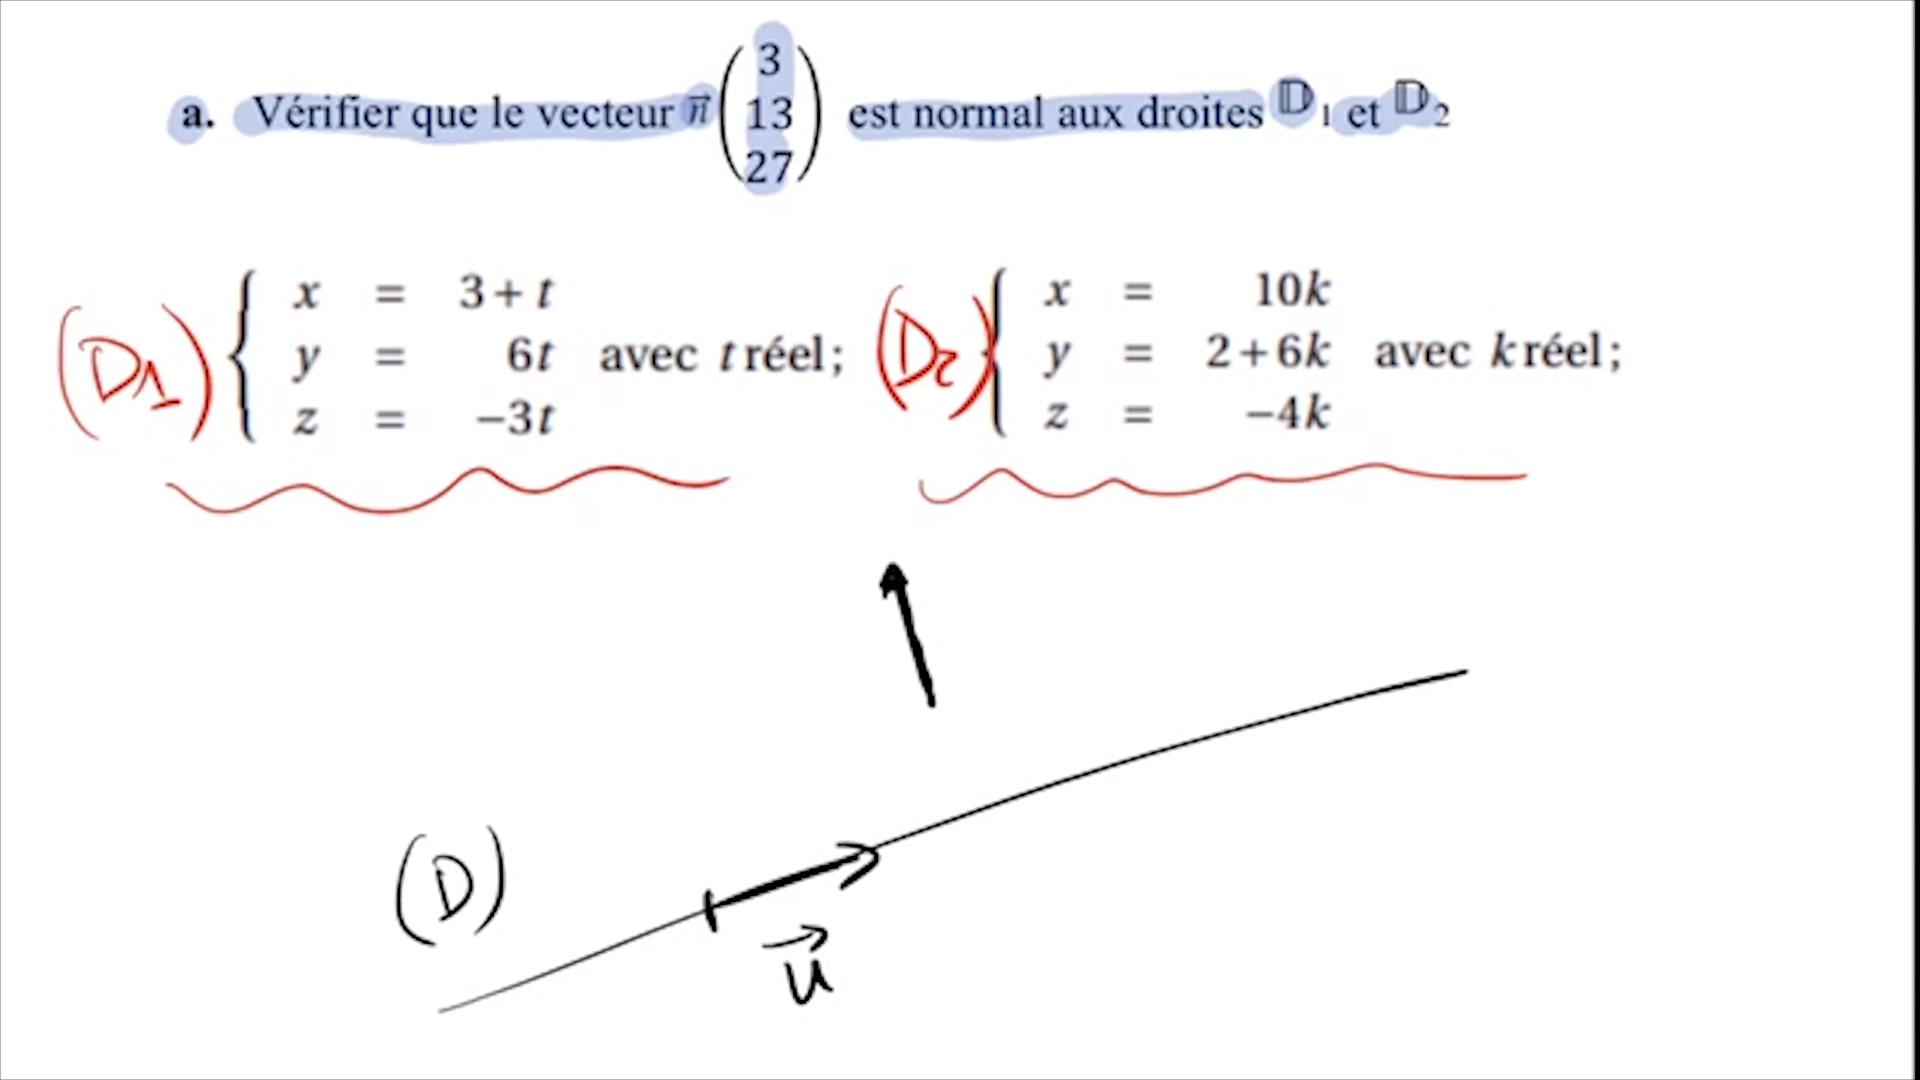 a. Vérifier que le vecteur n⃗ (3 13 27) est normal aux droites 𝔻1 et 𝔻2
(D1) { x = 3+t
y = 6t avec t réel;
z = −3t
(D2) { x = 10k
y = 2+6k avec k réel;
z = −4k
(D)
u⃗